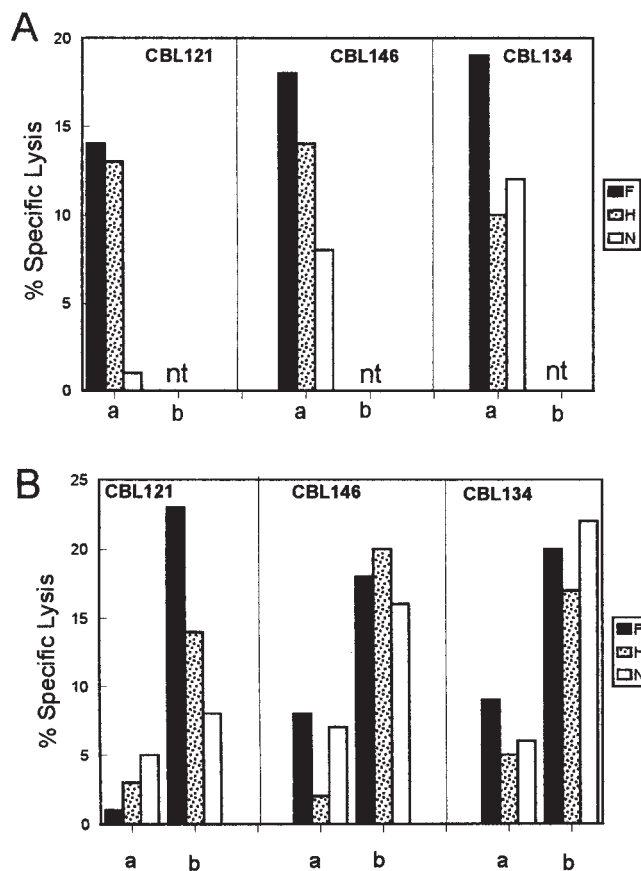 A
20
15
10
5
0
% Specific Lysis
CBL121
CBL146
CBL134
nt
nt
nt
a
b
a
b
a
b
F
H
N
B
25
20
15
10
5
0
% Specific Lysis
CBL121
CBL146
CBL134
a
b
a
b
a
b
F
H
N